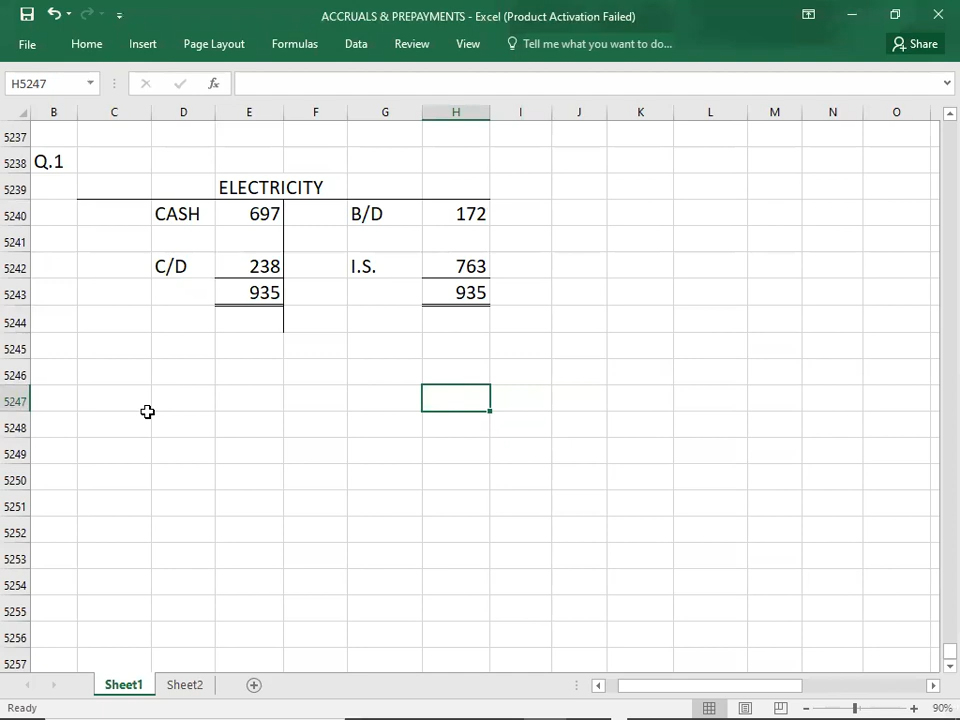 ACCRUALS & PREPAYMENTS - Excel (Product Activation Failed)
File Home Insert Page Layout Formulas Data Review View Tell me what you want to do... Share
H5247 fx
B C D E F G H I J K L M N O
5237
5238 Q.1
5239 ELECTRICITY
5240 CASH 697 B/D 172
5241
5242 C/D 238 I.S. 763
5243 935 935
5244
5245
5246
5247
5248
5249
5250
5251
5252
5253
5254
5255
5256
5257
Sheet1 Sheet2
Ready 90%